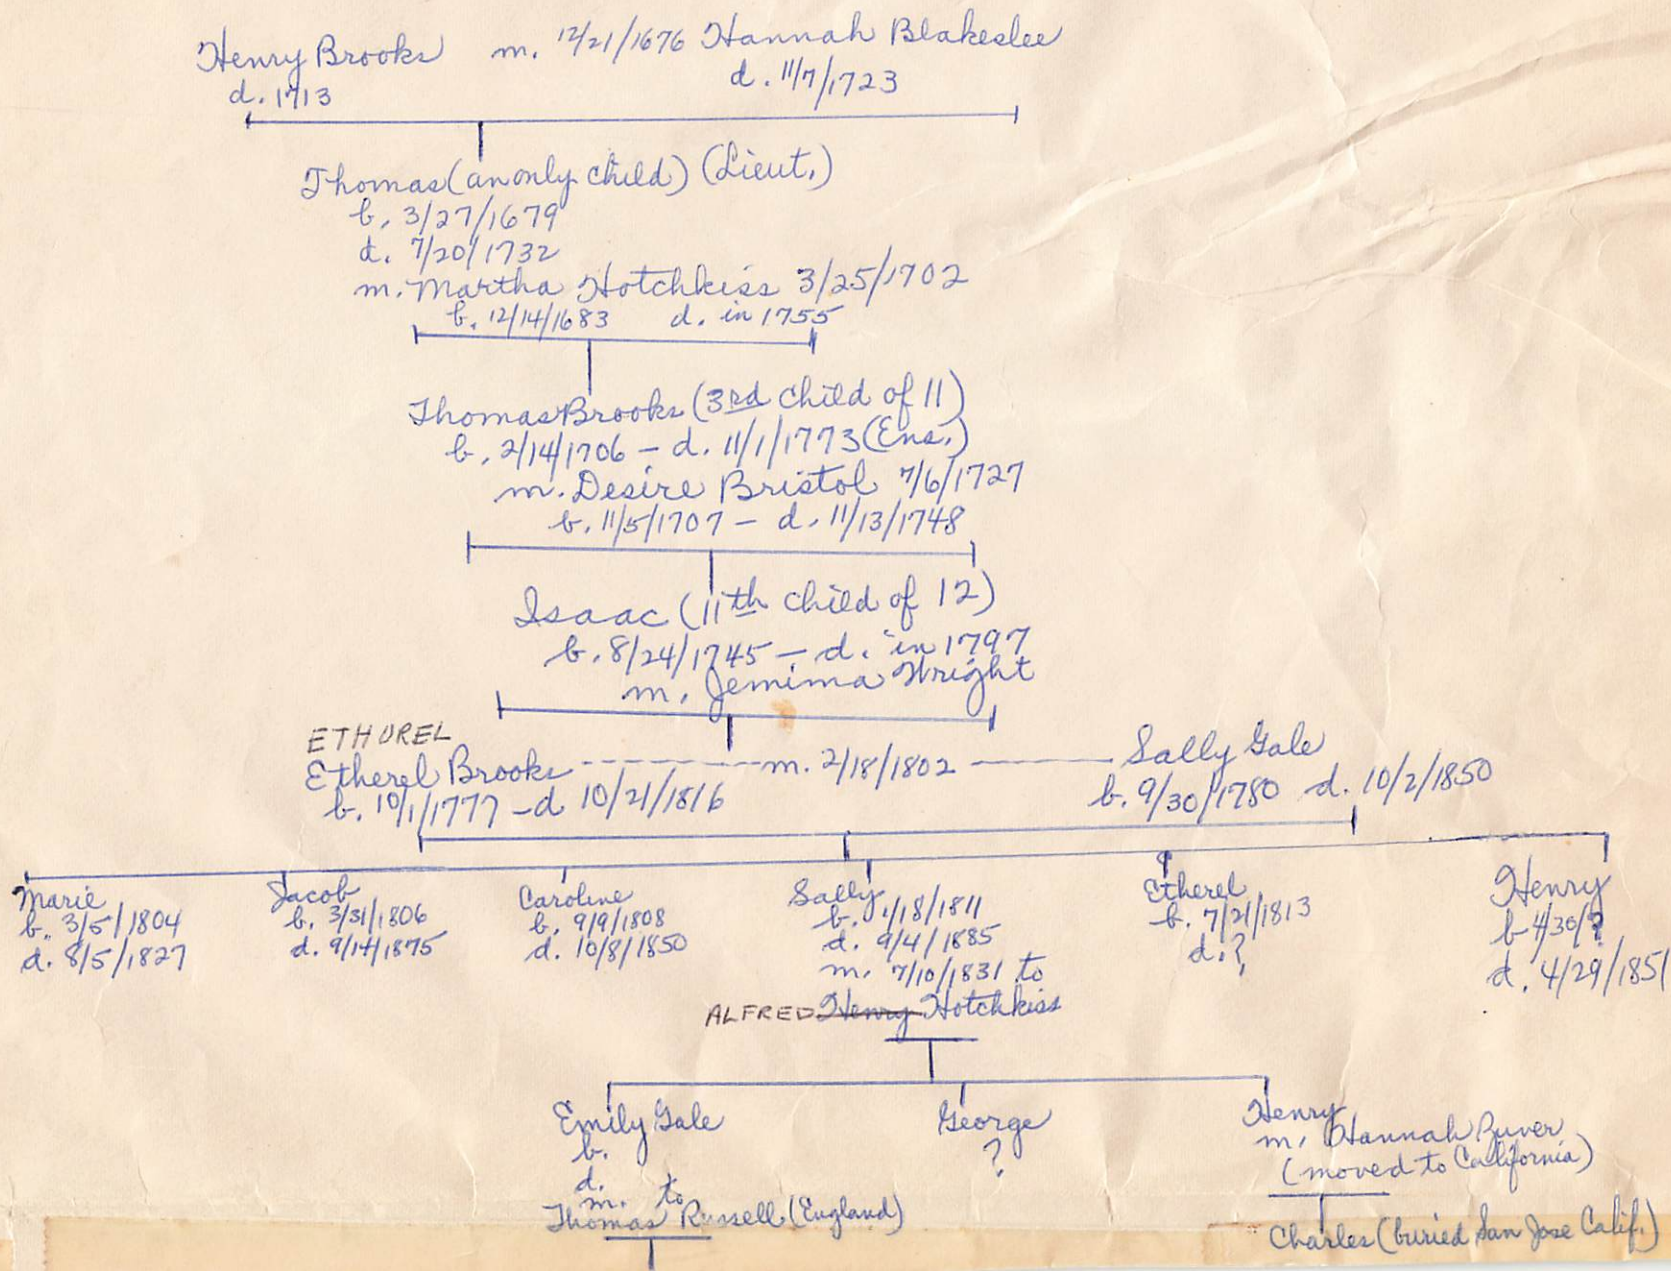 Henry Brooks m. 12/21/1676 Hannah Blakeslee
d. 1713 d. 11/7/1723
Thomas (an only child) (Lieut.)
b. 3/27/1679
d. 7/20/1732
m. Martha Hotchkiss 3/25/1702
b. 12/14/1683 d. in 1755
Thomas Brooks (3rd child of 11)
b. 2/14/1706 – d. 11/1/1773 (Ens.)
m. Desire Bristol 7/6/1727
b. 11/5/1707 – d. 11/13/1748
Isaac (11th child of 12)
b. 8/24/1745 – d. in 1797
m. Jemima Wright
ETHUREL
Etherel Brooks -----m. 2/18/1802 ----- Sally Gale
b. 10/1/1777 – d 10/21/1816 b. 9/30/1780 d. 10/2/1850
Marie Jacob Caroline Sally Etherel Henry
b. 3/5/1804 b. 3/31/1806 b. 9/9/1808 b. 1/18/1811 b. 7/21/1813 b 4/30/?
d. 8/5/1827 d. 9/14/1875 d. 10/8/1850 d. 9/4/1885 d. ? d. 4/29/1851
m. 7/10/1831 to
ALFRED Henry Hotchkiss
Emily Gale George Henry
b. ? m. Hannah
d. (moved to California)
m. to
Thomas Russell (England)
Charles (buried San Jose Calif.)